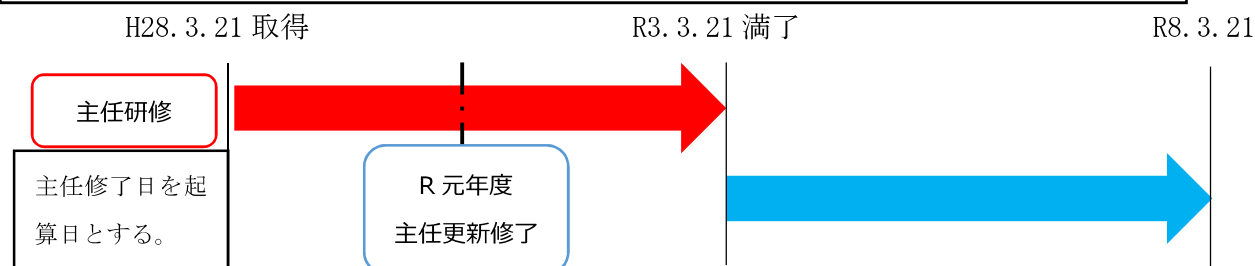 H28.3.21 取得
R3.3.21 満了
R8.3.21
主任研修
主任修了日を起
算日とする。
R 元年度
主任更新修了